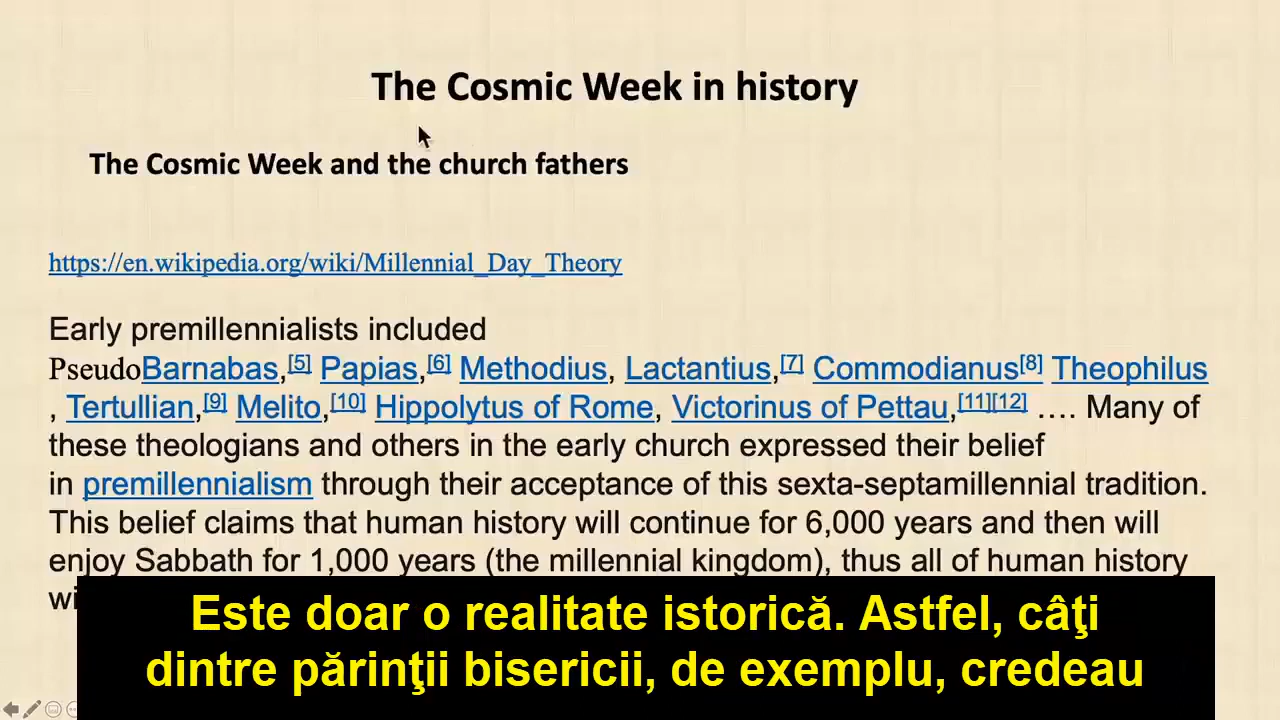 The Cosmic Week in history
The Cosmic Week and the church fathers
https://en.wikipedia.org/wiki/Millennial_Day_Theory
Early premillennialists included
PseudoBarnabas,[5] Papias,[6] Methodius, Lactantius,[7] Commodianus[8] Theophilus
, Tertullian,[9] Melito,[10] Hippolytus of Rome, Victorinus of Pettau,[11][12] …. Many of
these theologians and others in the early church expressed their belief
in premillennialism through their acceptance of this sexta-septamillennial tradition.
This belief claims that human history will continue for 6,000 years and then will
enjoy Sabbath for 1,000 years (the millennial kingdom), thus all of human history
Este doar o realitate istorică. Astfel, câţi
dintre părinţii bisericii, de exemplu, credeau